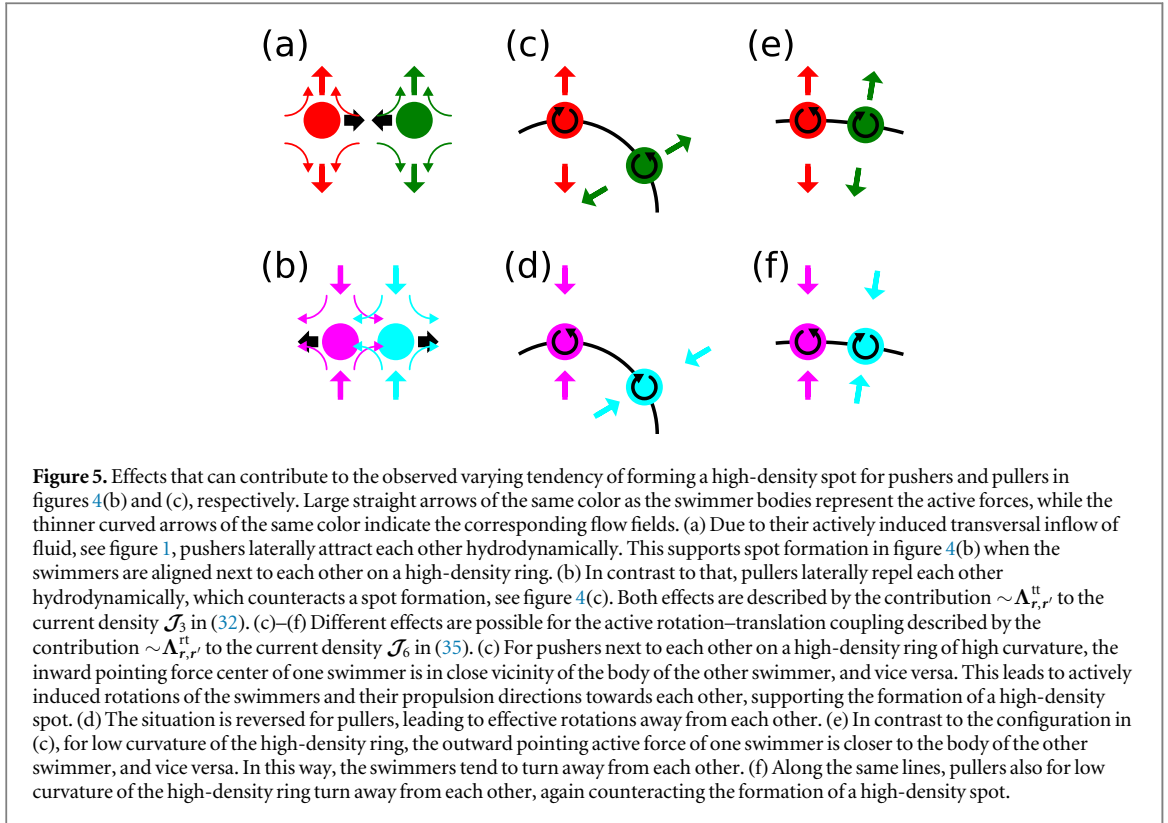 (a)
(c)
(e)
(b)
(d)
(f)
Figure 5. Effects that can contribute to the observed varying tendency of forming a high-density spot for pushers and pullers in
figures 4(b) and (c), respectively. Large straight arrows of the same color as the swimmer bodies represent the active forces, while the
thinner curved arrows of the same color indicate the corresponding flow fields. (a) Due to their actively induced transversal inflow of
fluid, see figure 1, pushers laterally attract each other hydrodynamically. This supports spot formation in figure 4(b) when the
swimmers are aligned next to each other on a high-density ring. (b) In contrast to that, pullers laterally repel each other
hydrodynamically, which counteracts a spot formation, see figure 4(c). Both effects are described by the contribution ∼Λ^{tt}_{r,r′} to the
current density 𝒥₃ in (32). (c)–(f) Different effects are possible for the active rotation–translation coupling described by the
contribution ∼Λ^{rt}_{r,r′} to the current density 𝒥₆ in (35). (c) For pushers next to each other on a high-density ring of high curvature, the
inward pointing force center of one swimmer is in close vicinity of the body of the other swimmer, and vice versa. This leads to actively
induced rotations of the swimmers and their propulsion directions towards each other, supporting the formation of a high-density
spot. (d) The situation is reversed for pullers, leading to effective rotations away from each other. (e) In contrast to the configuration in
(c), for low curvature of the high-density ring, the outward pointing active force of one swimmer is closer to the body of the other
swimmer, and vice versa. In this way, the swimmers tend to turn away from each other. (f) Along the same lines, pullers also for low
curvature of the high-density ring turn away from each other, again counteracting the formation of a high-density spot.